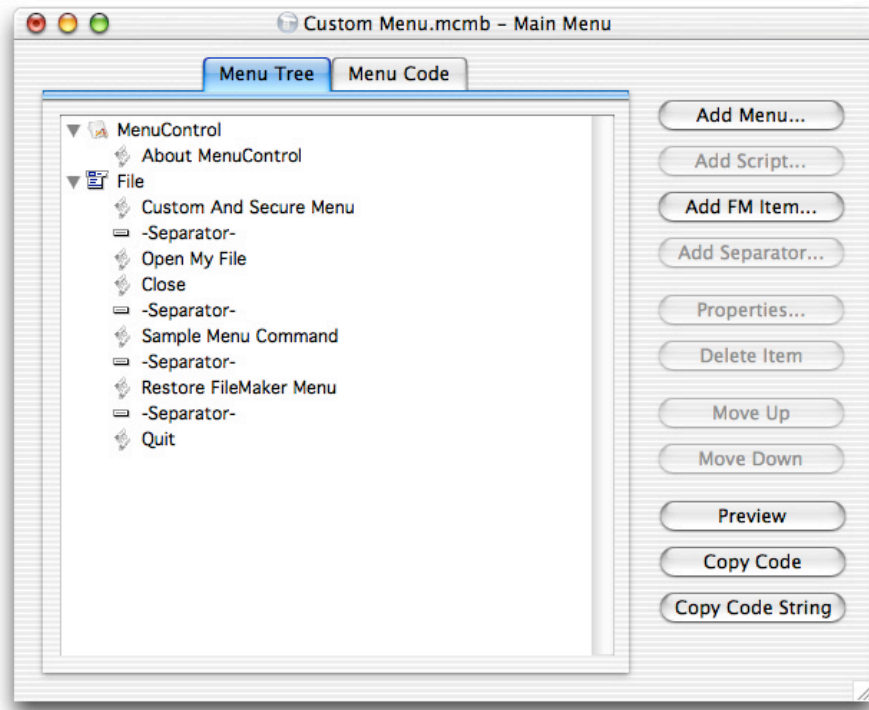 Custom Menu.mcmb – Main Menu
Menu Tree
Menu Code
MenuControl
About MenuControl
File
Custom And Secure Menu
-Separator-
Open My File
Close
-Separator-
Sample Menu Command
-Separator-
Restore FileMaker Menu
-Separator-
Quit
Add Menu...
Add Script...
Add FM Item...
Add Separator...
Properties...
Delete Item
Move Up
Move Down
Preview
Copy Code
Copy Code String